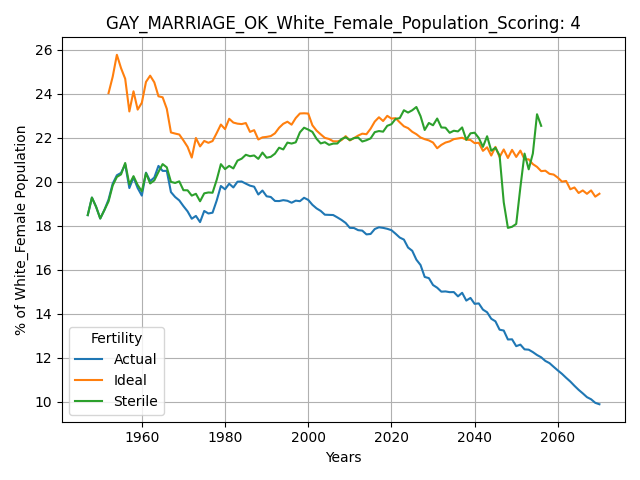 GAY_MARRIAGE_OK_White_Female_Population_Scoring: 4
% of White_Female Population
26
24
22
20
18
16
14
12
10
Fertility
Actual
Ideal
Sterile
1960 1980 2000 2020 2040 2060
Years